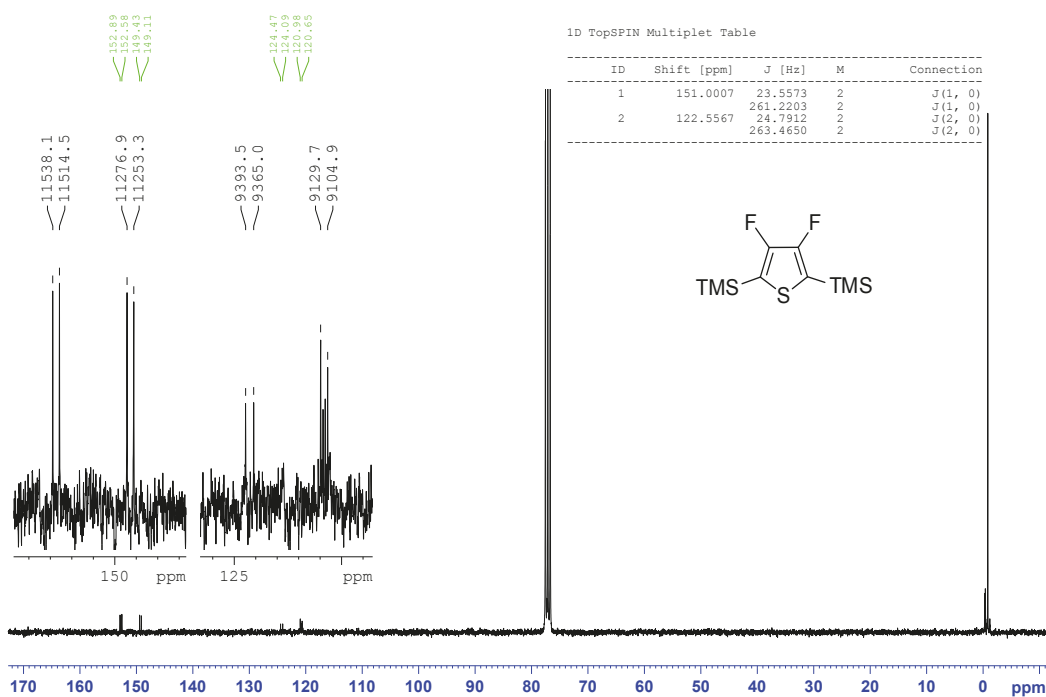 152.89
152.58
149.43
149.11
124.47
124.09
120.98
120.65
1D TopSPIN Multiplet Table
ID Shift [ppm] J [Hz] M Connection
1 151.0007 23.5573 2 J(1, 0)
261.2203 2 J(1, 0)
2 122.5567 24.7912 2 J(2, 0)
263.4650 2 J(2, 0)
11538.1
11514.5
11276.9
11253.3
9393.5
9365.0
9129.7
9104.9
F F
TMS S TMS
150 ppm 125 ppm
170 160 150 140 130 120 110 100 90 80 70 60 50 40 30 20 10 0 ppm